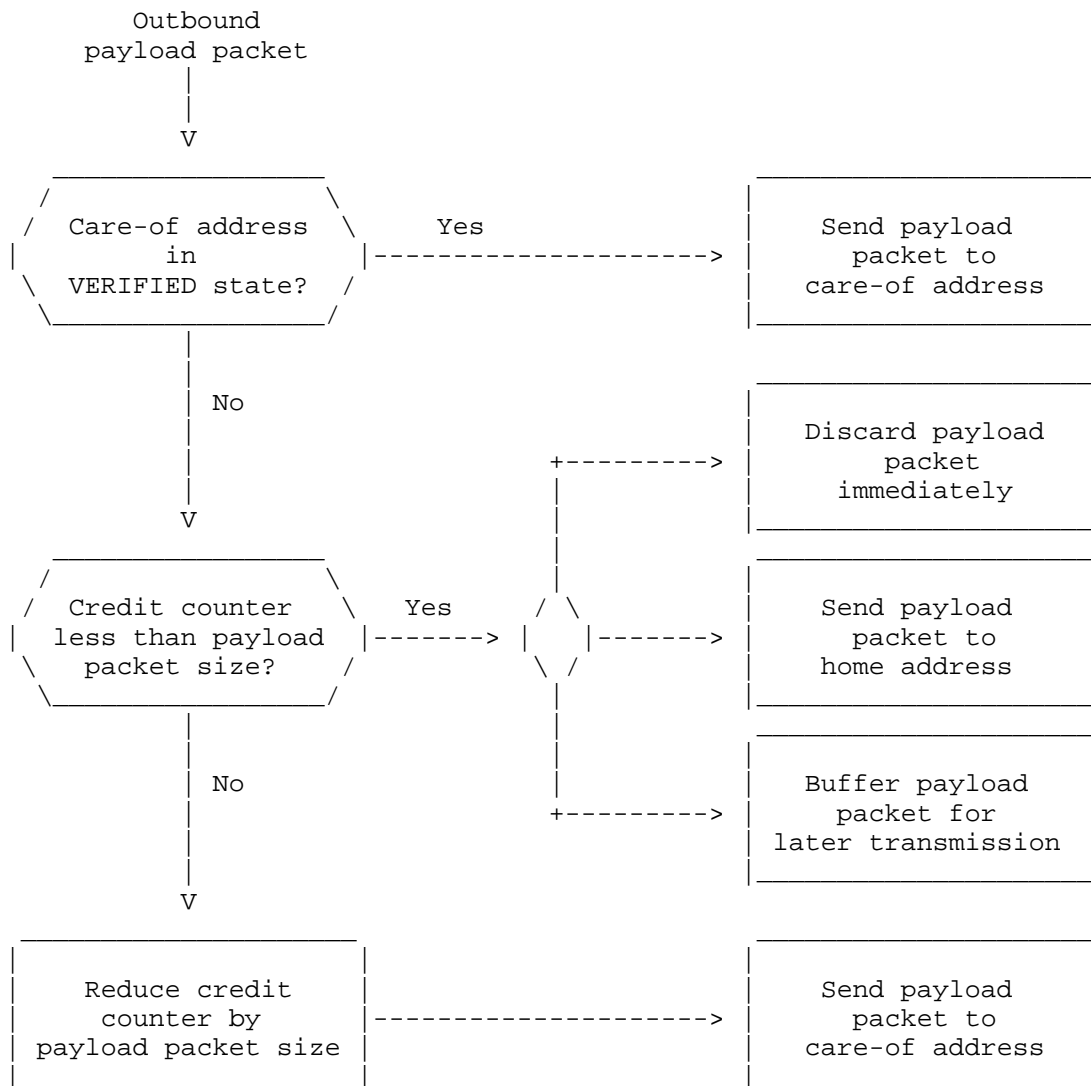 Outbound
payload packet
Care-of address
in
VERIFIED state?
Yes
Send payload
packet to
care-of address
No
Discard payload
packet
immediately
Credit counter
less than payload
packet size?
Yes
Send payload
packet to
home address
No
Buffer payload
packet for
later transmission
Reduce credit
counter by
payload packet size
Send payload
packet to
care-of address